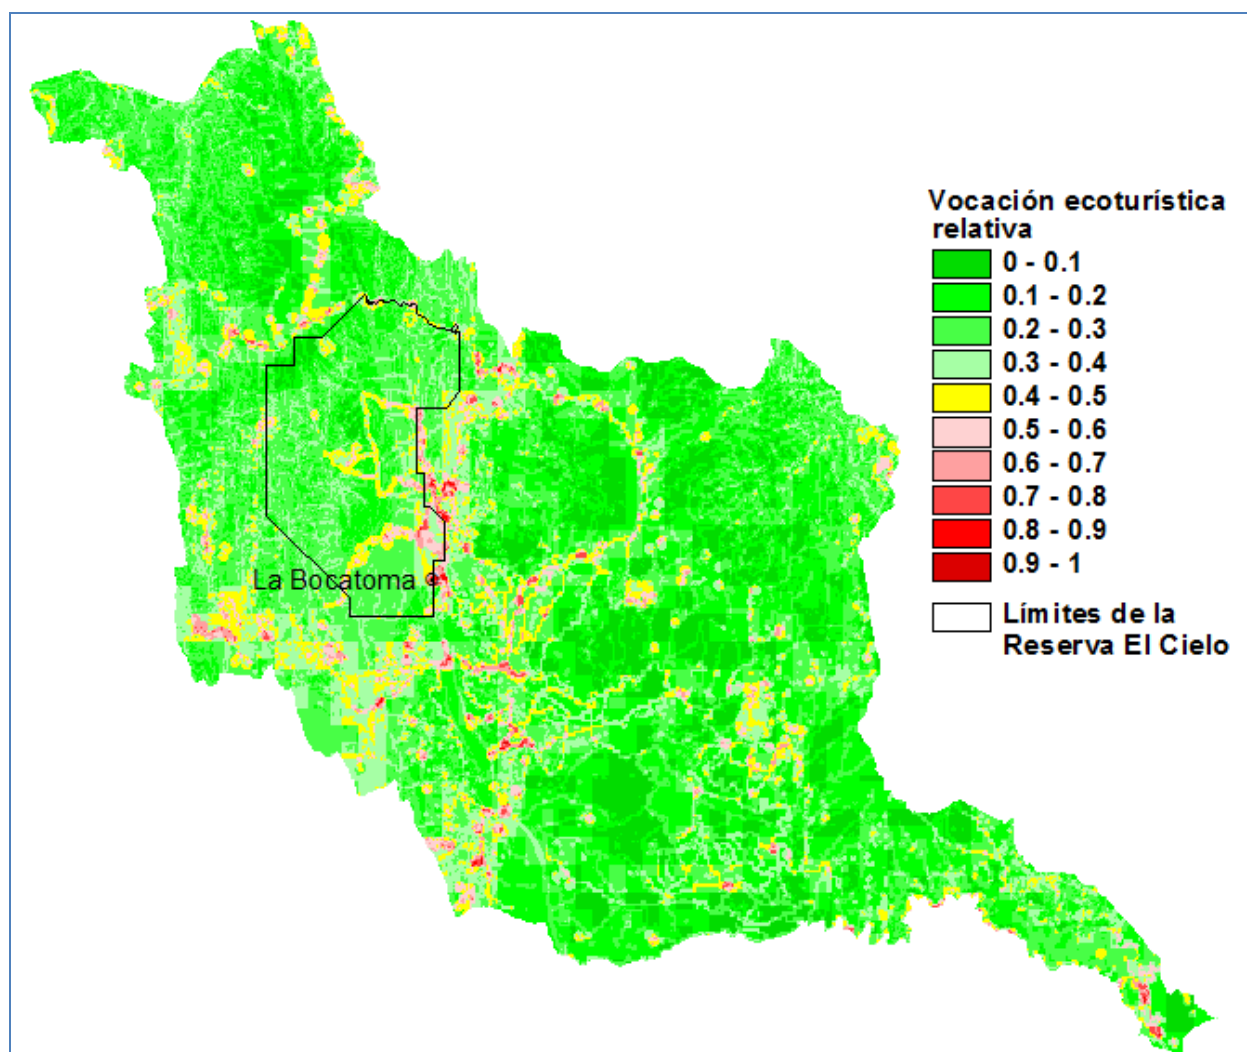 Vocación ecoturística
relativa
0 - 0.1
0.1 - 0.2
0.2 - 0.3
0.3 - 0.4
0.4 - 0.5
0.5 - 0.6
0.6 - 0.7
0.7 - 0.8
0.8 - 0.9
0.9 - 1
Límites de la
Reserva El Cielo
La Bocatoma